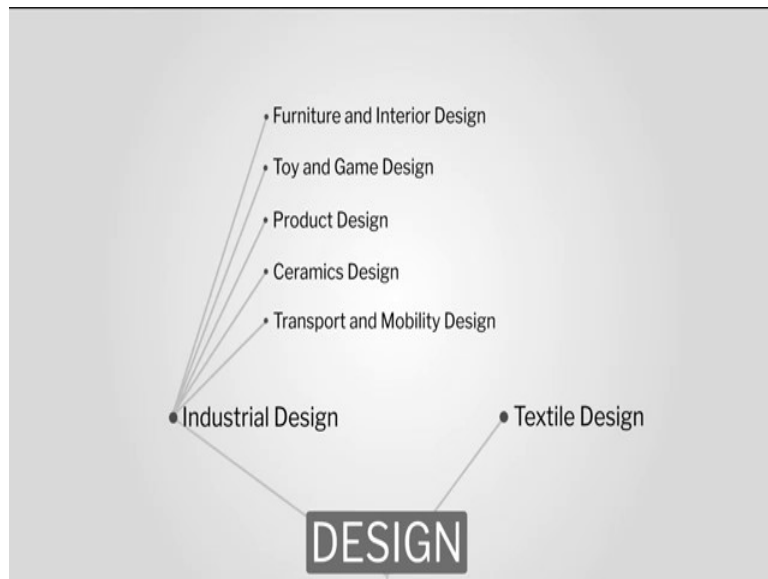 Furniture and Interior Design
Toy and Game Design
Product Design
Ceramics Design
Transport and Mobility Design
Industrial Design
Textile Design
DESIGN